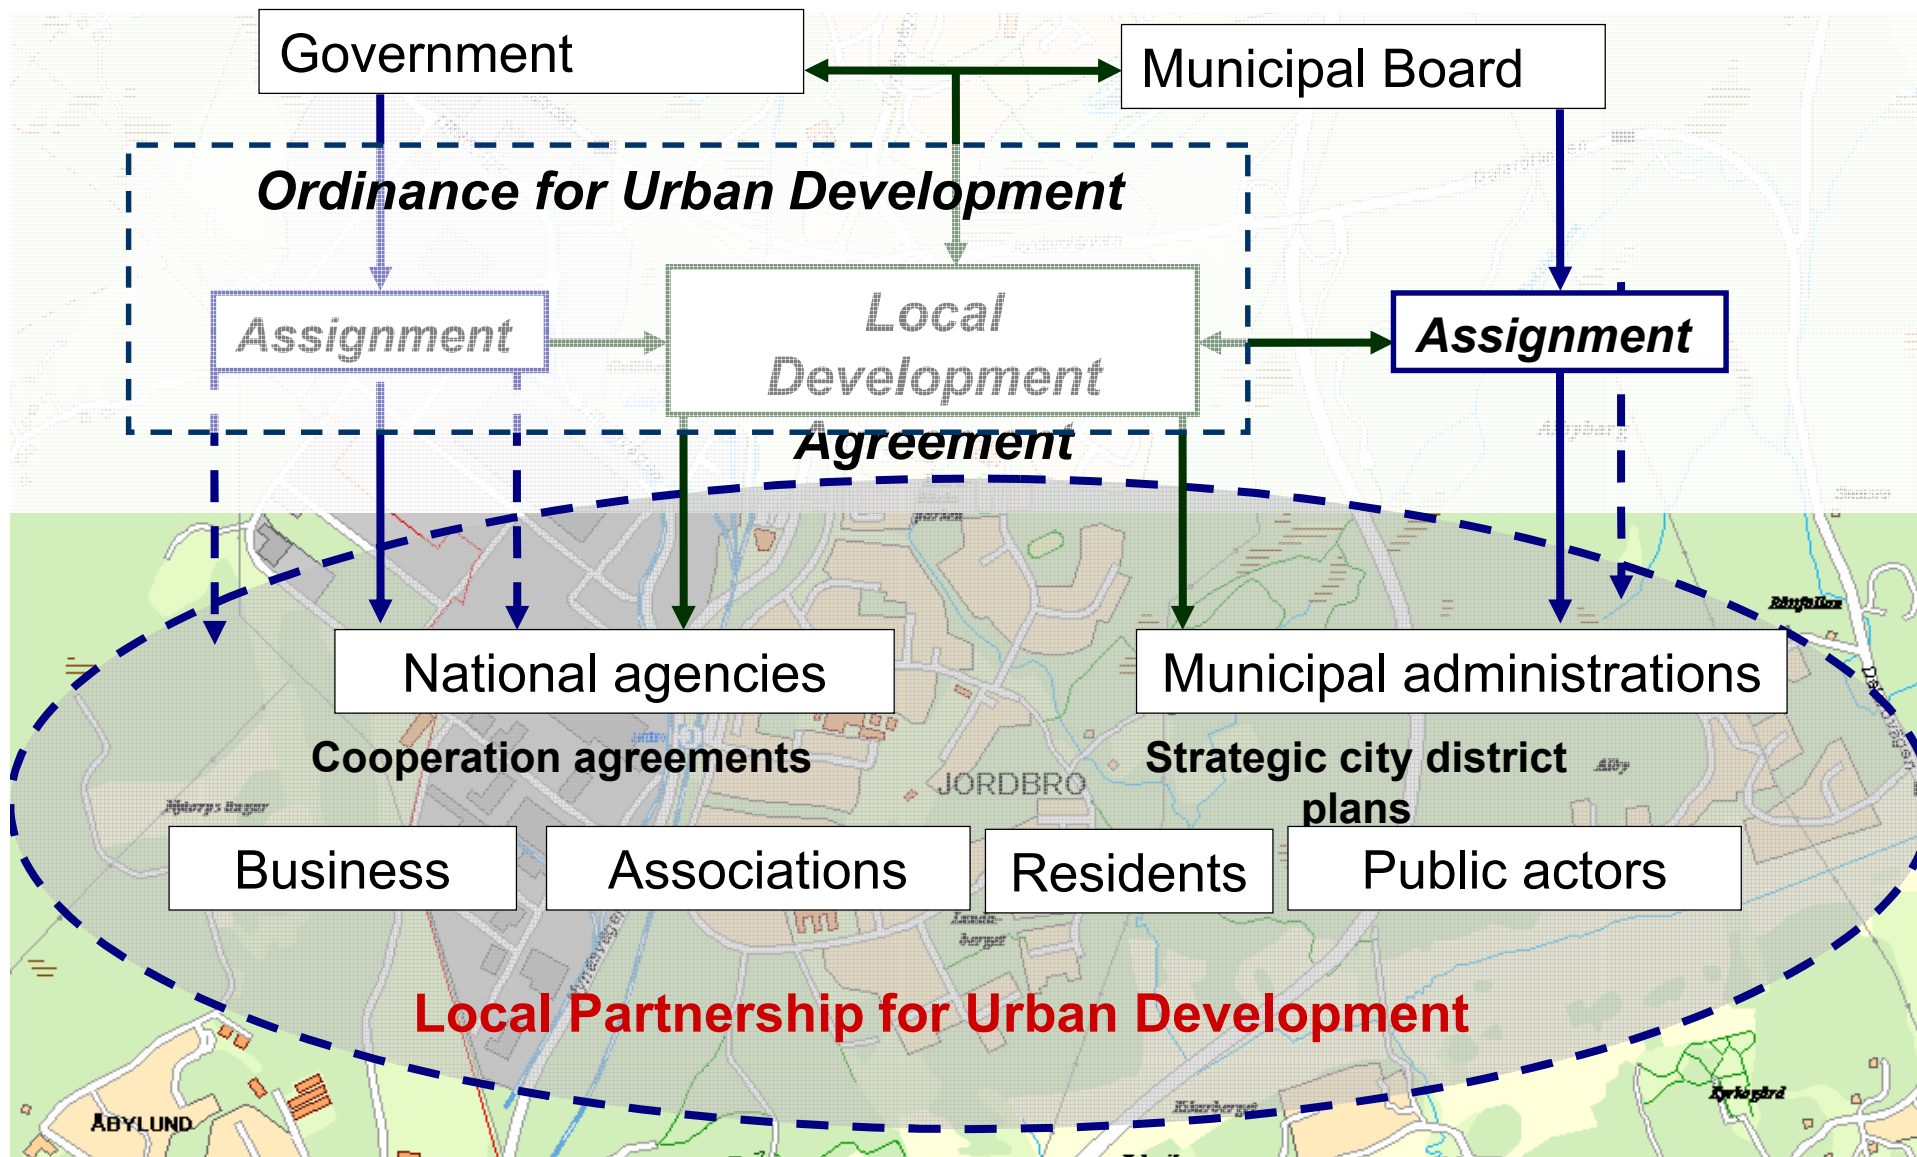 Government
Municipal Board
Ordinance for Urban Development
Assignment
Local
Development
Agreement
Assignment
National agencies
Municipal administrations
Cooperation agreements
Strategic city district
plans
JORDBRO
Business
Associations
Residents
Public actors
Local Partnership for Urban Development
ÅBYLUND
Kyrkogård